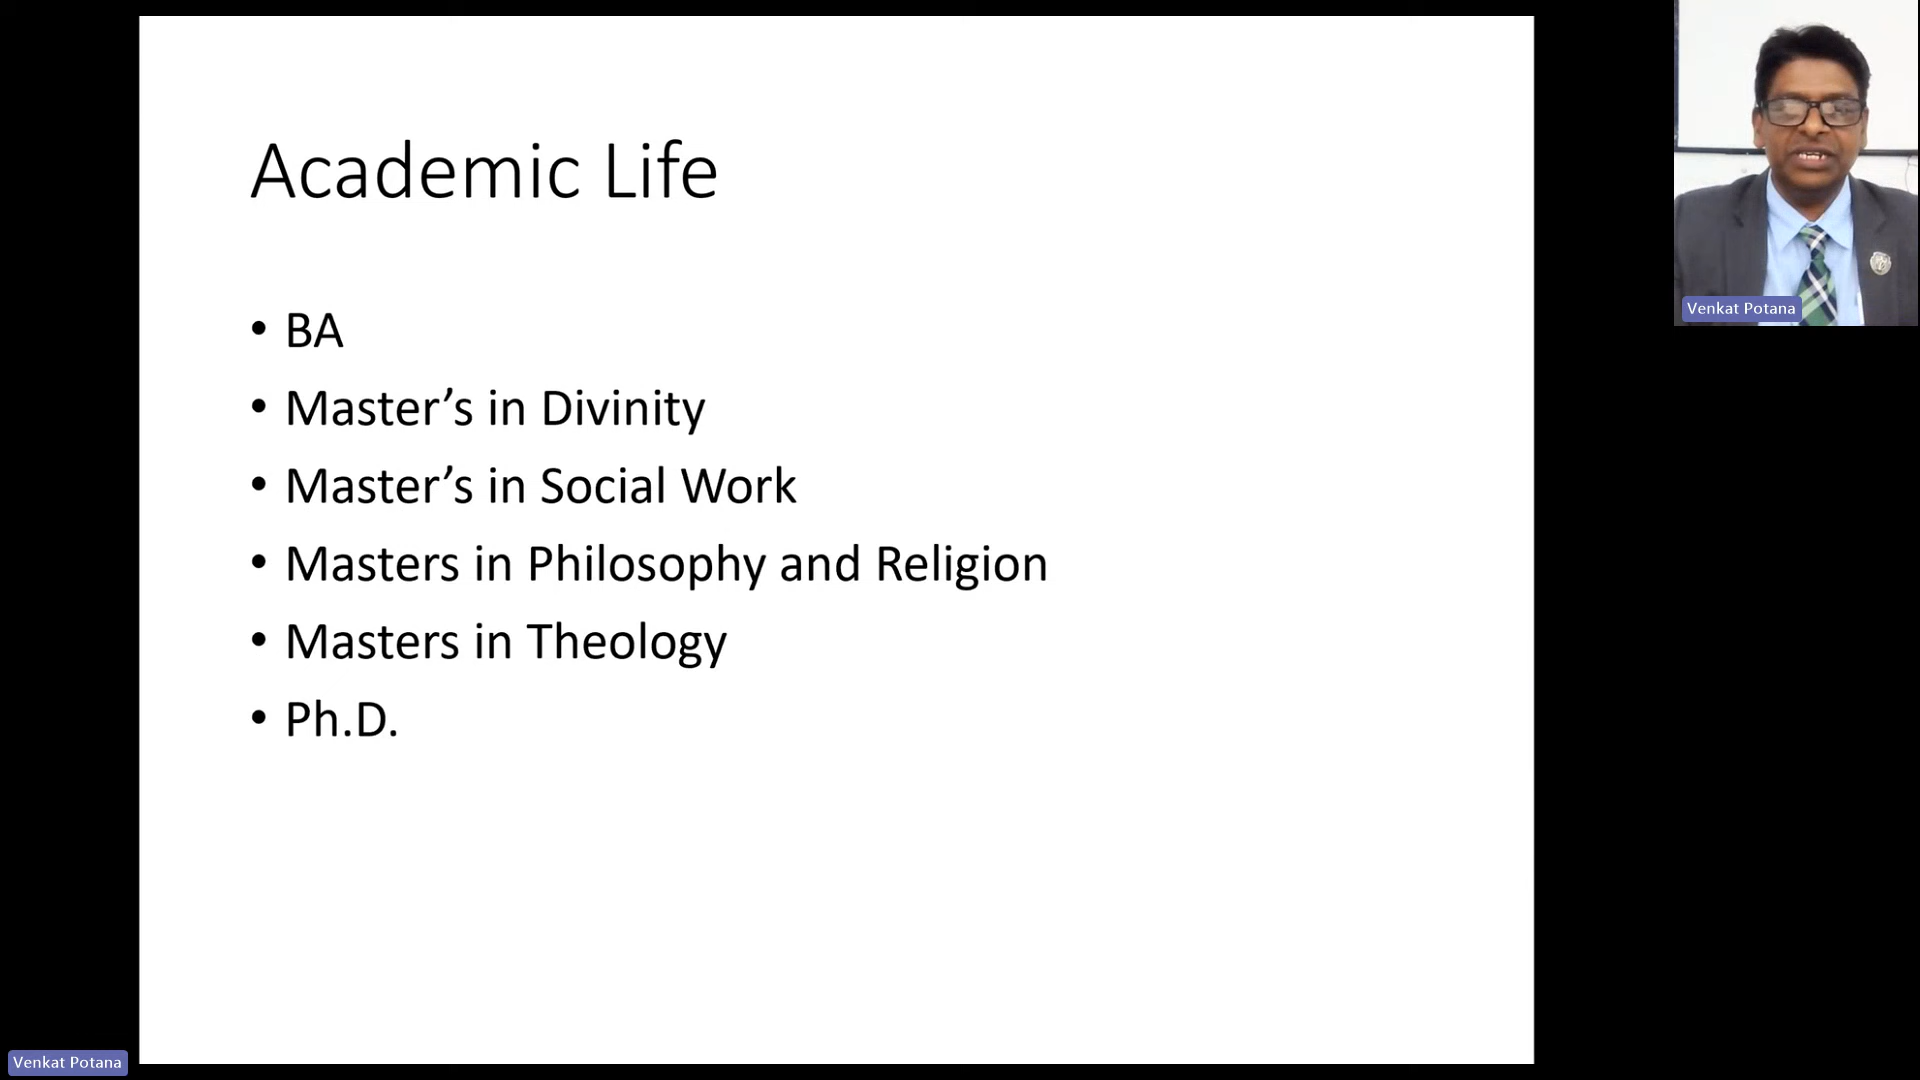 Academic Life
• BA
• Master’s in Divinity
• Master’s in Social Work
• Masters in Philosophy and Religion
• Masters in Theology
• Ph.D.
Venkat Potana
Venkat Potana